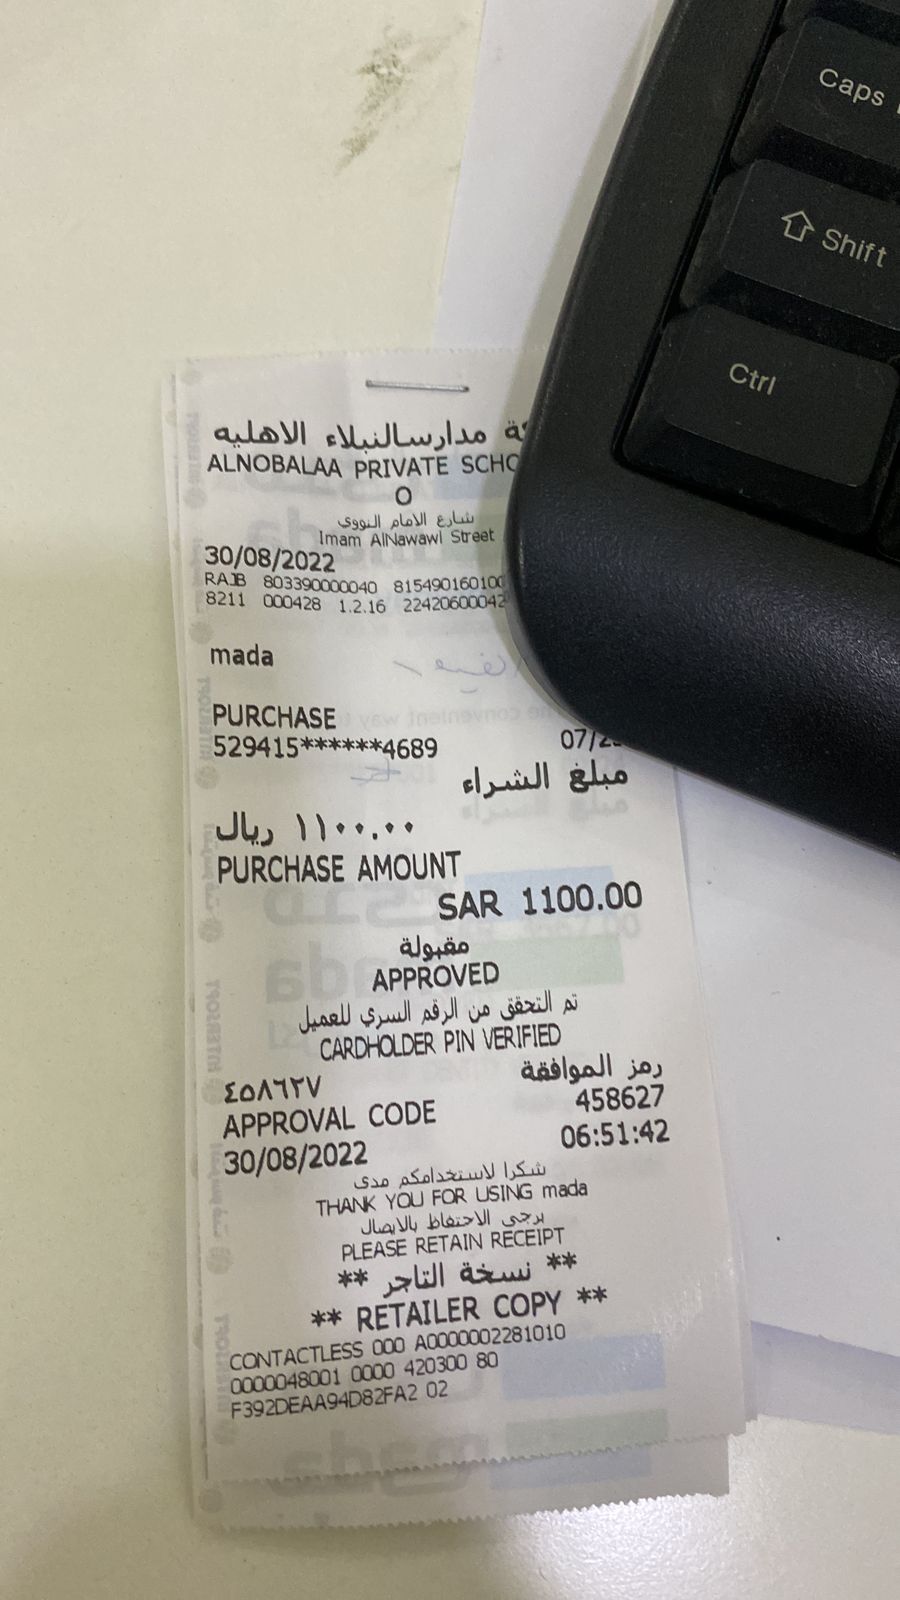 Caps
Shift
Ctrl
مدارسالنبلاء الاهليه
ALNOBALAA PRIVATE SCHO
O
شارع الامام النووي
Imam AlNawawi Street
30/08/2022
RAJB 803390000040 815490160100
8211 000428 1.2.16 22420600042
mada
PURCHASE
529415******4689 07/2
مبلغ الشراء
١١٠٠.٠٠ ريال
PURCHASE AMOUNT
SAR 1100.00
مقبولة
APPROVED
تم التحقق من الرقم السري للعميل
CARDHOLDER PIN VERIFIED
رمز الموافقة
٤٥٨٦٢٧
APPROVAL CODE 458627
30/08/2022 06:51:42
شكرا لاستخدامكم مدى
THANK YOU FOR USING mada
يرجى الاحتفاظ بالايصال
PLEASE RETAIN RECEIPT
** نسخة التاجر **
** RETAILER COPY **
CONTACTLESS 000 A0000002281010
0000048001 0000 420300 80
F392DEAA94D82FA2 02